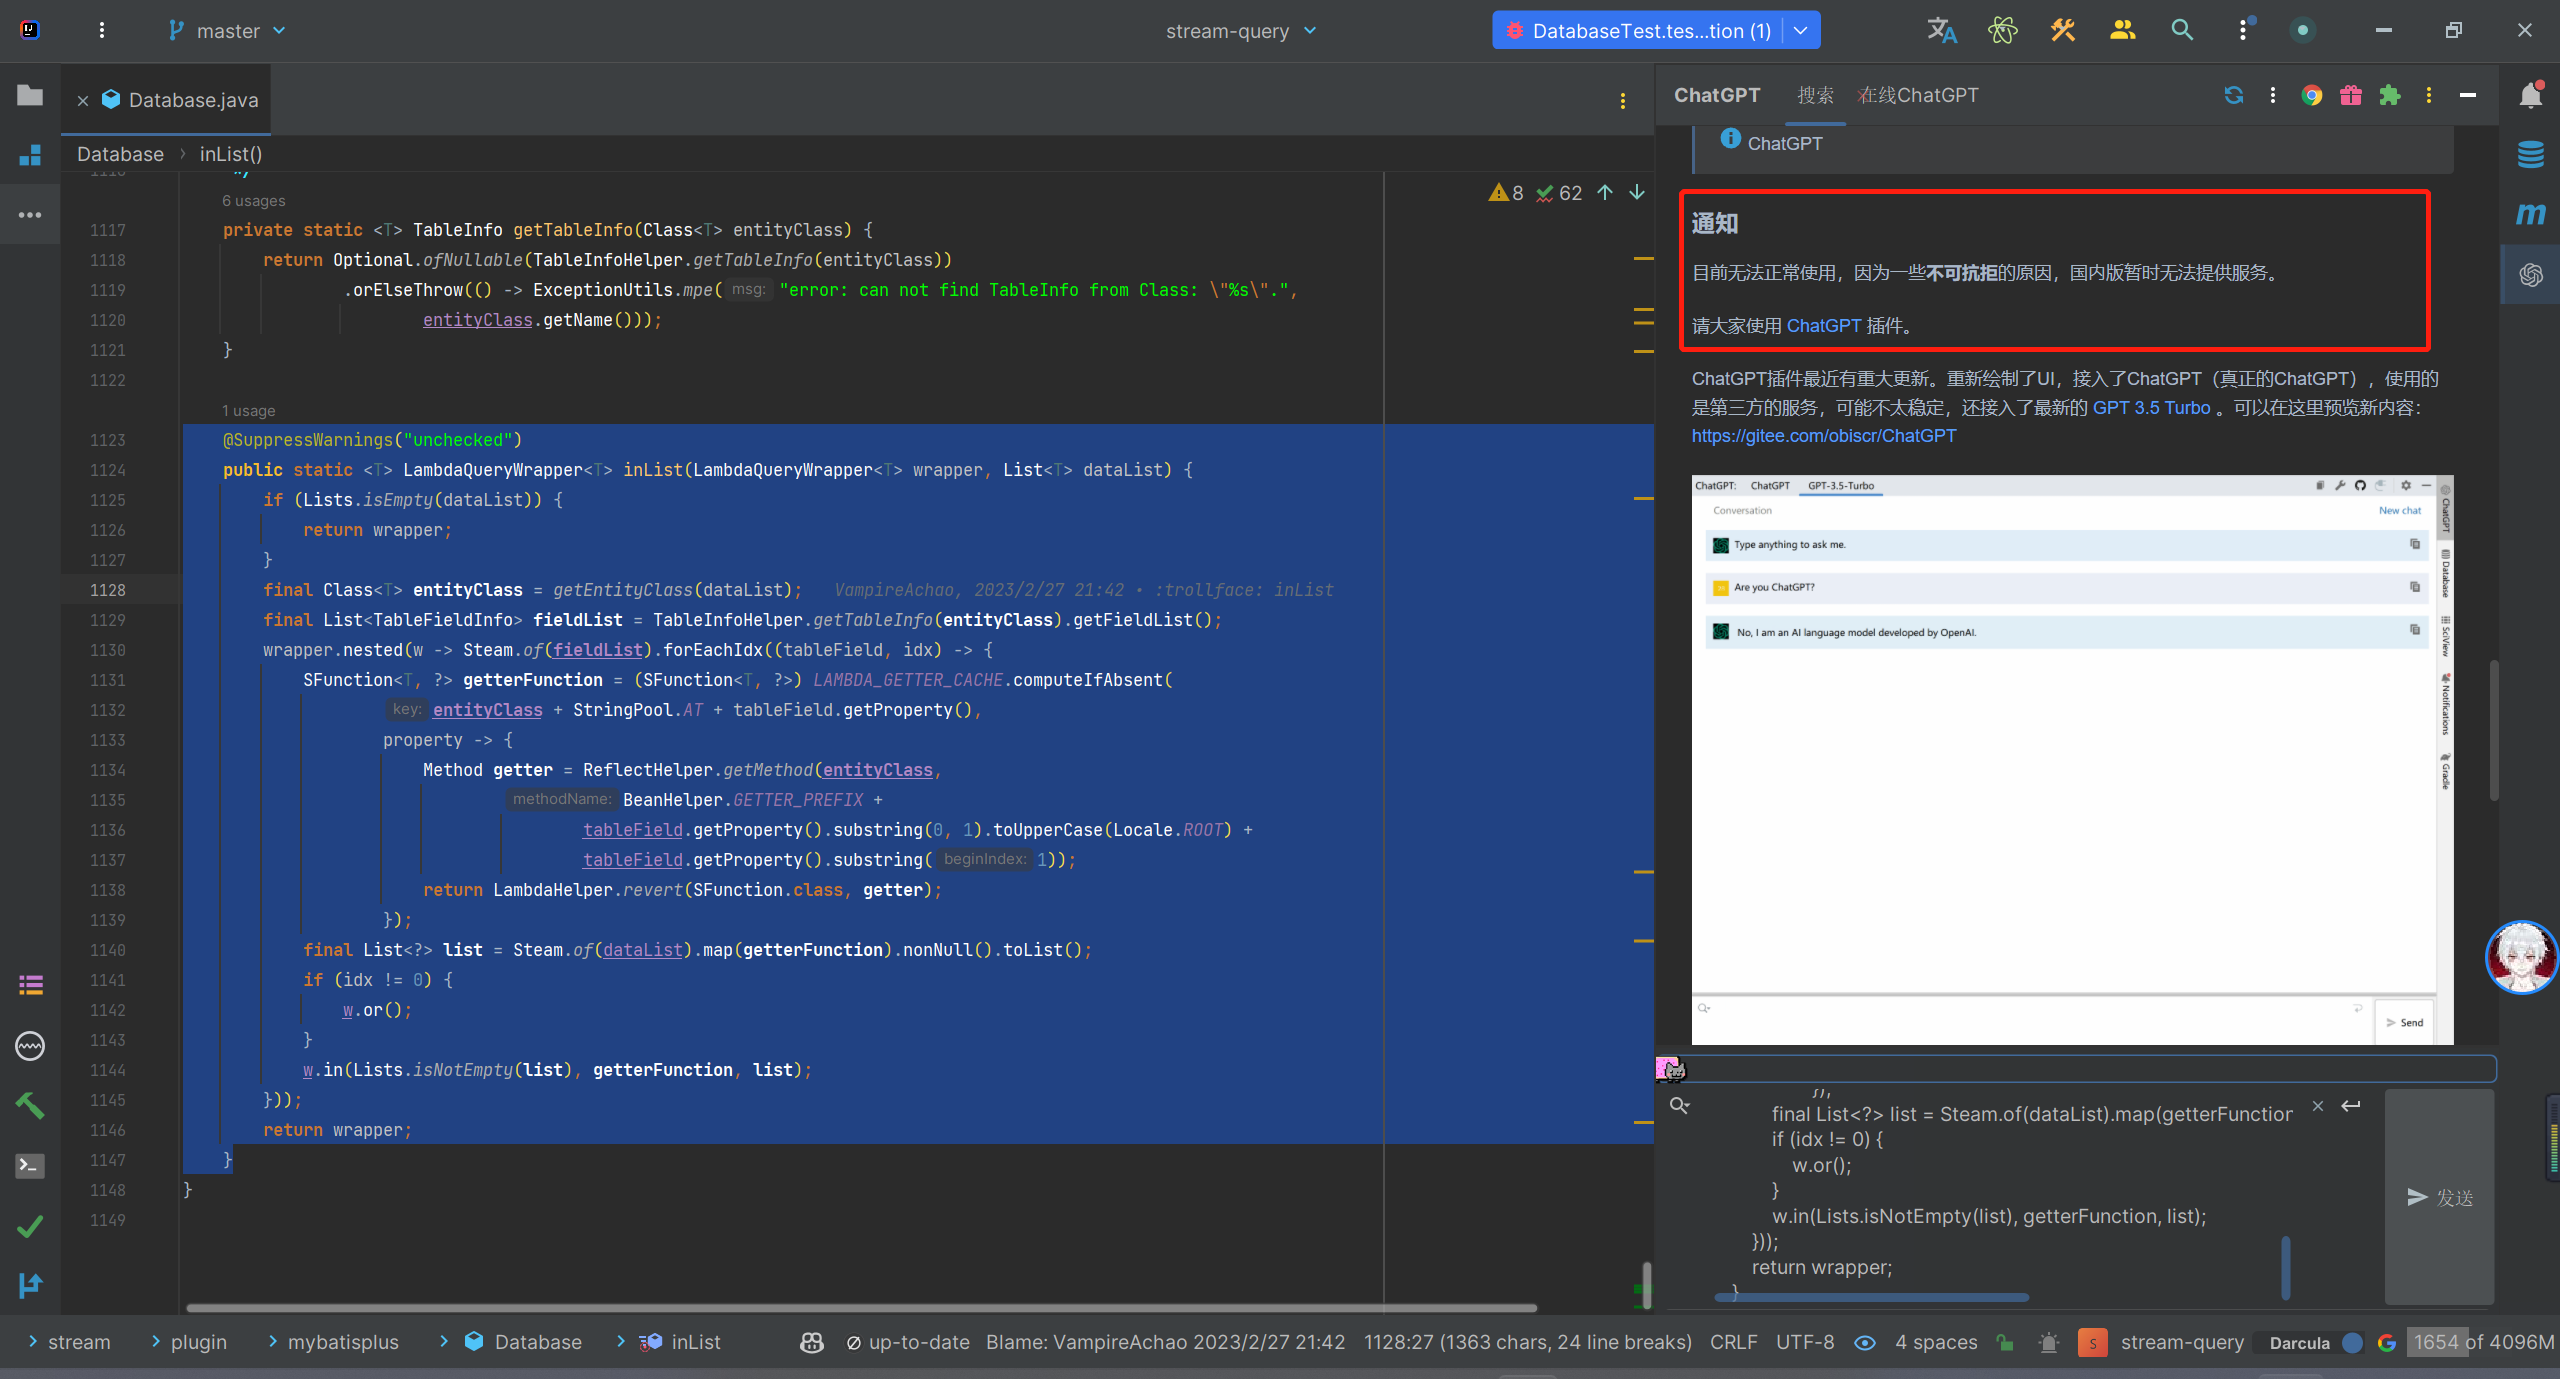 master
stream-query
DatabaseTest.tes...tion (1)
Database.java
Database › inList()
8 62
1116 */
6 usages
1117 private static <T> TableInfo getTableInfo(Class<T> entityClass) {
1118 return Optional.ofNullable(TableInfoHelper.getTableInfo(entityClass))
1119 .orElseThrow(() -> ExceptionUtils.mpe( msg: "error: can not find TableInfo from Class: \"%s\".",
1120 entityClass.getName()));
1121 }
1122
1 usage
1123 @SuppressWarnings("unchecked")
1124 public static <T> LambdaQueryWrapper<T> inList(LambdaQueryWrapper<T> wrapper, List<T> dataList) {
1125 if (Lists.isEmpty(dataList)) {
1126 return wrapper;
1127 }
1128 final Class<T> entityClass = getEntityClass(dataList); VampireAchao, 2023/2/27 21:42 • :trollface: inList
1129 final List<TableFieldInfo> fieldList = TableInfoHelper.getTableInfo(entityClass).getFieldList();
1130 wrapper.nested(w -> Steam.of(fieldList).forEachIdx((tableField, idx) -> {
1131 SFunction<T, ?> getterFunction = (SFunction<T, ?>) LAMBDA_GETTER_CACHE.computeIfAbsent(
1132 key: entityClass + StringPool.AT + tableField.getProperty(),
1133 property -> {
1134 Method getter = ReflectHelper.getMethod(entityClass,
1135 methodName: BeanHelper.GETTER_PREFIX +
1136 tableField.getProperty().substring(0, 1).toUpperCase(Locale.ROOT) +
1137 tableField.getProperty().substring( beginIndex: 1));
1138 return LambdaHelper.revert(SFunction.class, getter);
1139 });
1140 final List<?> list = Steam.of(dataList).map(getterFunction).nonNull().toList();
1141 if (idx != 0) {
1142 w.or();
1143 }
1144 w.in(Lists.isNotEmpty(list), getterFunction, list);
1145 }));
1146 return wrapper;
1147 }
1148 }
1149
ChatGPT 搜索 在线ChatGPT
ChatGPT
通知
目前无法正常使用，因为一些不可抗拒的原因，国内版暂时无法提供服务。
请大家使用 ChatGPT 插件。
ChatGPT插件最近有重大更新。重新绘制了UI，接入了ChatGPT（真正的ChatGPT），使用的
是第三方的服务，可能不太稳定，还接入了最新的 GPT 3.5 Turbo 。可以在这里预览新内容：
https://gitee.com/obiscr/ChatGPT
ChatGPT: ChatGPT GPT-3.5-Turbo
Conversation New chat
Type anything to ask me.
Are you ChatGPT?
No, I am an AI language model developed by OpenAI.
ChatGPT
Database
SciView
Notifications
Gradle
Send
});
final List<?> list = Steam.of(dataList).map(getterFunction
if (idx != 0) {
w.or();
}
w.in(Lists.isNotEmpty(list), getterFunction, list);
}));
return wrapper;
}
发送
stream › plugin › mybatisplus › Database › inList
up-to-date Blame: VampireAchao 2023/2/27 21:42 1128:27 (1363 chars, 24 line breaks) CRLF UTF-8 4 spaces stream-query Darcula 1654 of 4096M